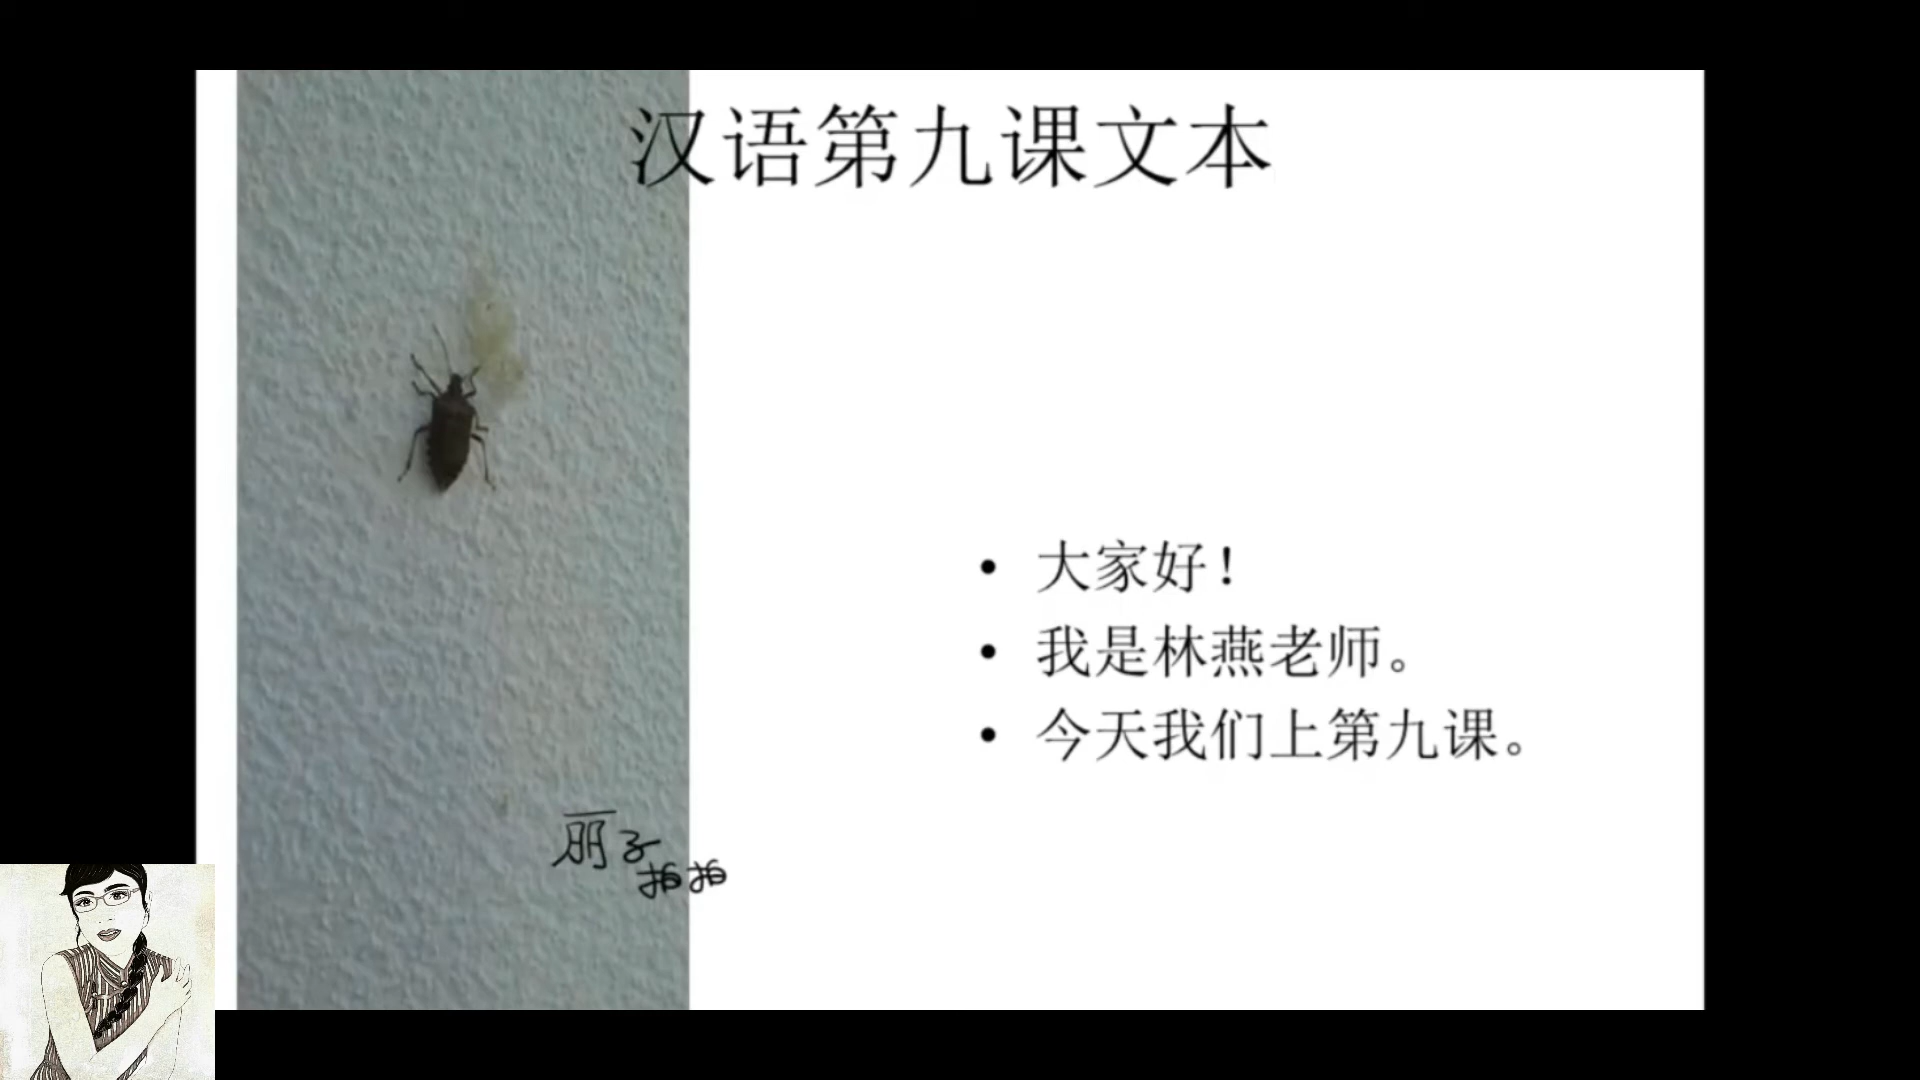 汉语第九课文本
• 大家好！
• 我是林燕老师。
• 今天我们上第九课。
丽子
拍拍